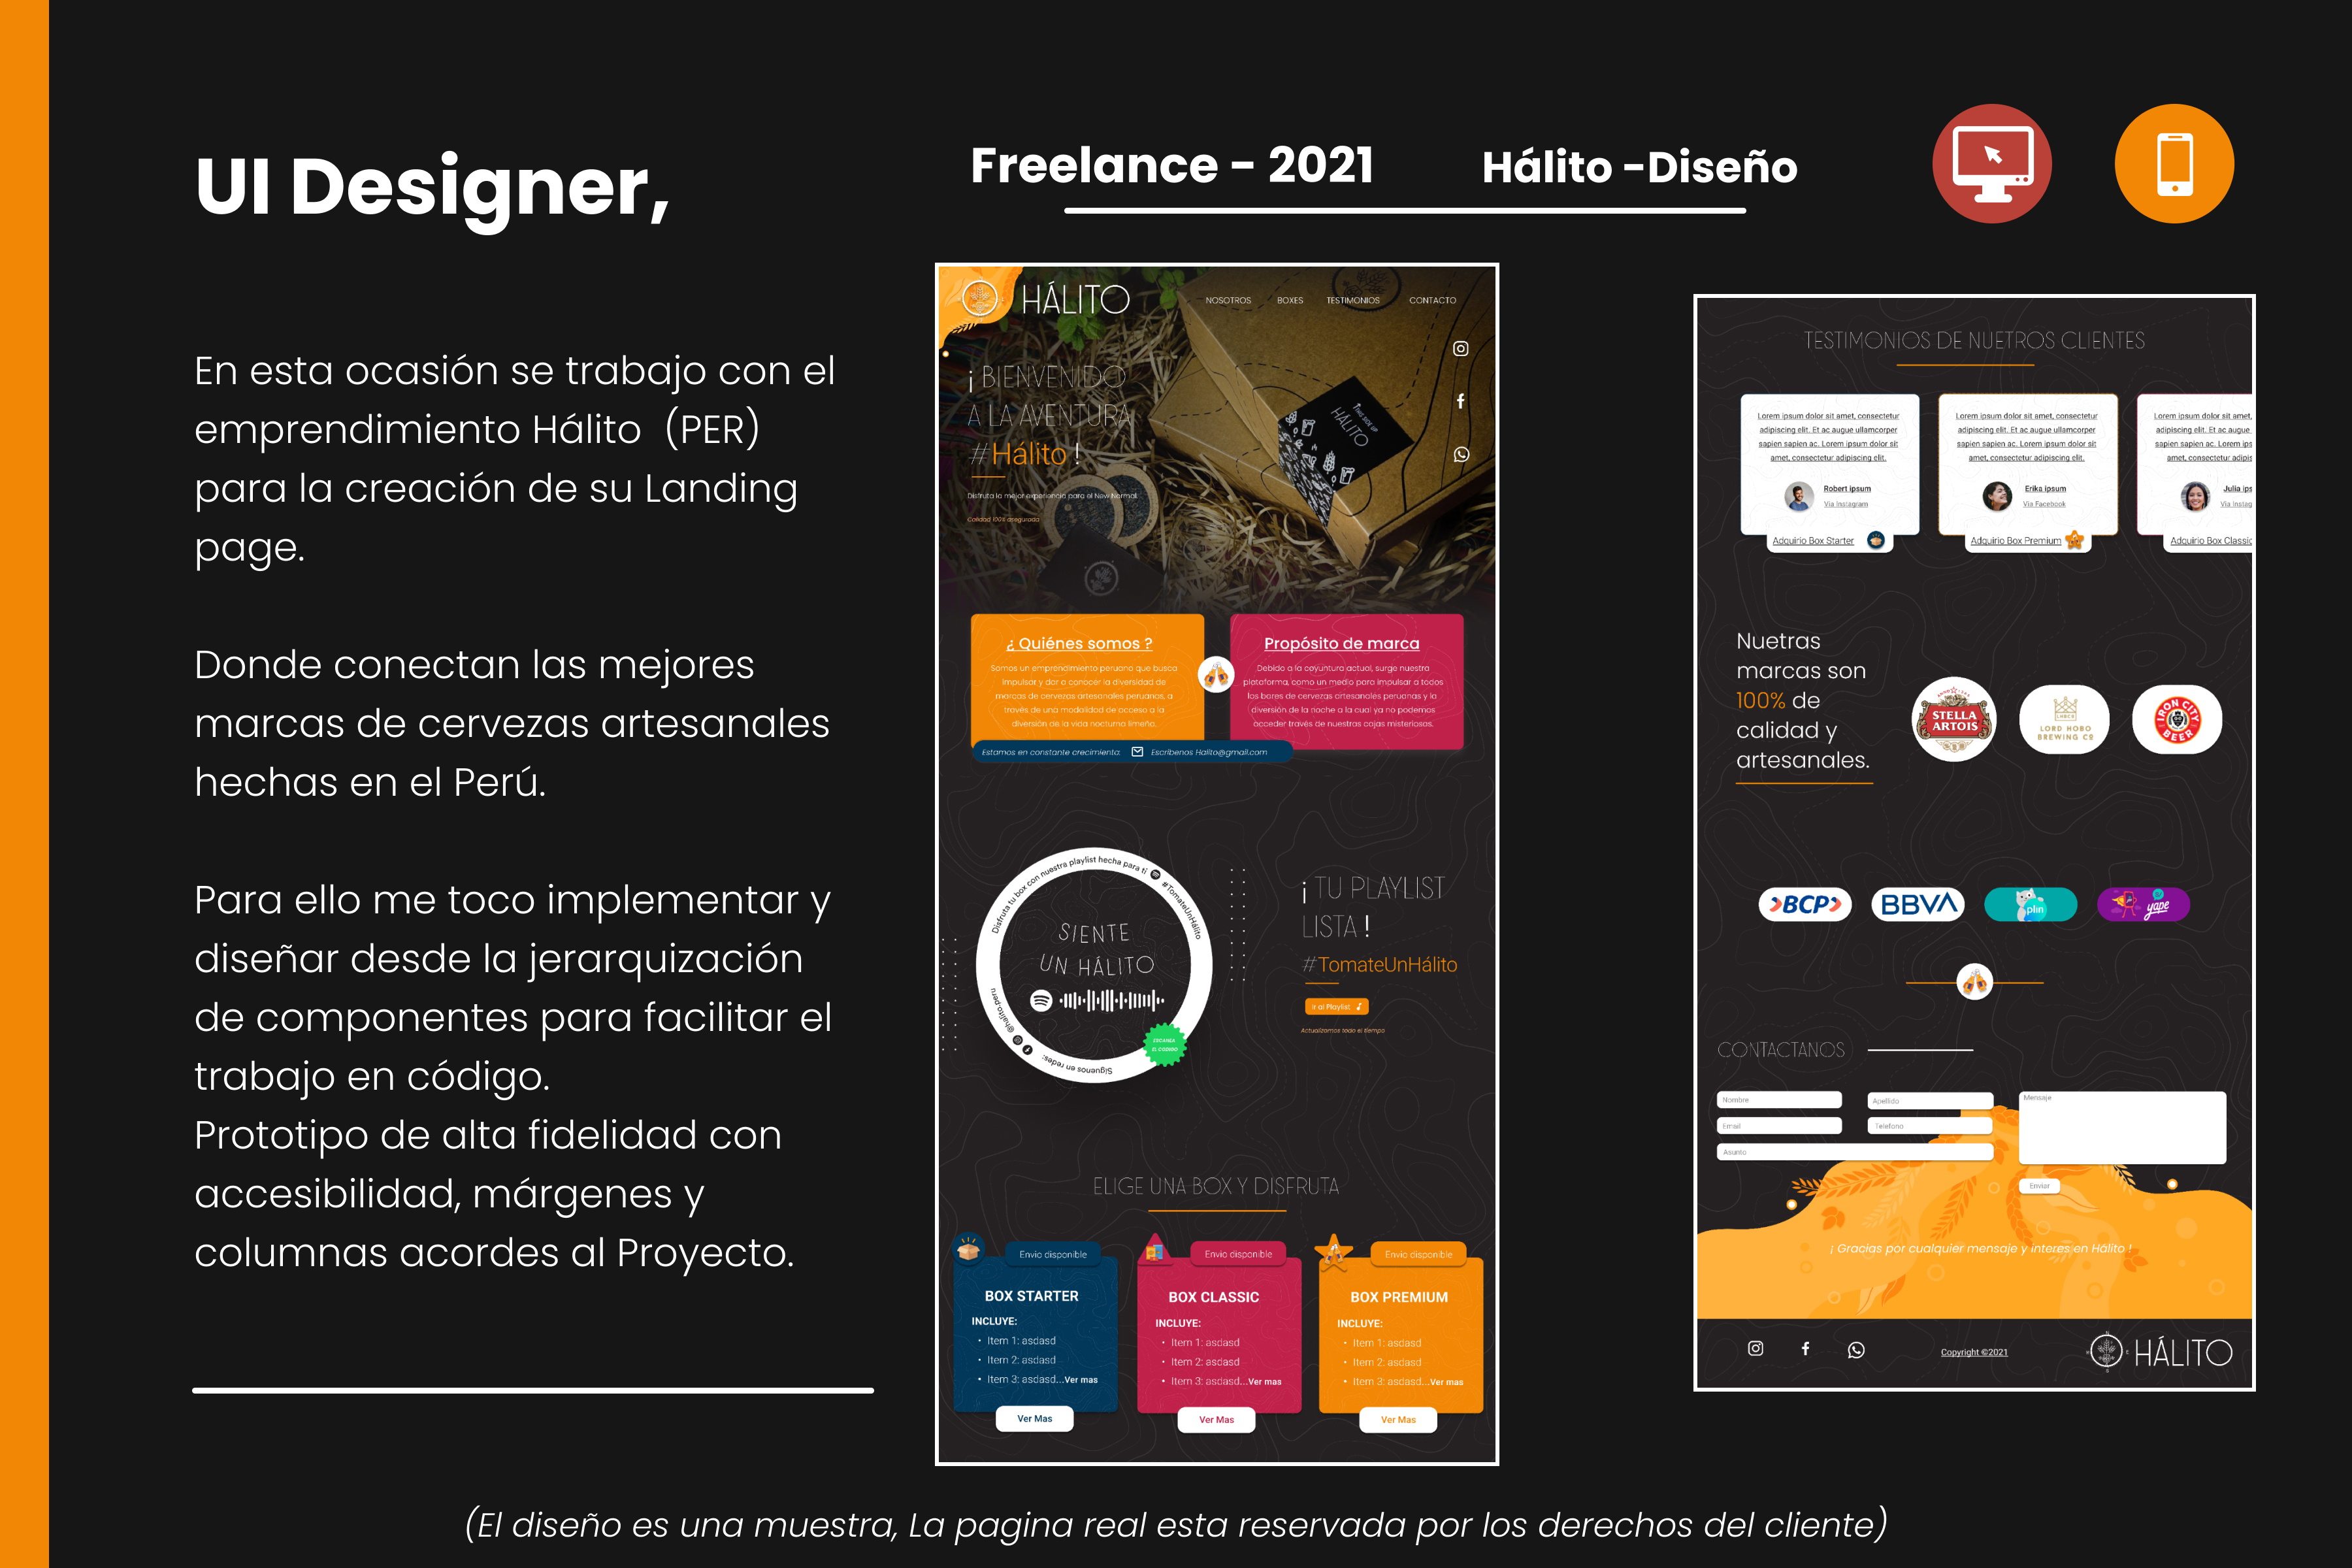 UI Designer,
Freelance - 2021
Hálito -Diseño
En esta ocasión se trabajo con el
emprendimiento Hálito (PER)
para la creación de su Landing
page.
Donde conectan las mejores
marcas de cervezas artesanales
hechas en el Perú.
Para ello me toco implementar y
diseñar desde la jerarquización
de componentes para facilitar el
trabajo en código.
Prototipo de alta fidelidad con
accesibilidad, márgenes y
columnas acordes al Proyecto.
HÁLITO
NOSOTROS BOXES TESTIMONIOS CONTACTO
¡ BIENVENIDO
A LA AVENTURA
#Hálito !
Disfruta la mejor experiencia para el New Normal.
Calidad 100% asegurada
THIS SIDE UP
HÁLITO
¿ Quiénes somos ?
Somos un emprendimiento peruano que busca
impulsar y dar a conocer la diversidad de
marcas de cervezas artesanales peruanas, a
través de una modalidad de acceso a la
diversión de la vida nocturna limeña.
Propósito de marca
Debido a la coyuntura actual, surge nuestra
plataforma, como un medio para impulsar a todos
los bares de cervezas artesanales peruanas y la
diversión de la noche a la cual ya no podemos
acceder través de nuestras cajas misteriosas.
Estamos en constante crecimiento: Escríbenos Halito@gmail.com
Disfruta tu box con nuestra playlist hecha para ti #TomateUnHálito
SIENTE
UN HÁLITO
Síguenos en redes: @halito.peru
ESCANEA
EL CODIGO
¡ TU PLAYLIST
LISTA !
#TomateUnHálito
Ir al Playlist
Actualizamos todo el tiempo
ELIGE UNA BOX Y DISFRUTA
Envio disponible
BOX STARTER
INCLUYE:
• Item 1: asdasd
• Item 2: asdasd
• Item 3: asdasd...Ver mas
Ver Mas
Envio disponible
BOX CLASSIC
INCLUYE:
• Item 1: asdasd
• Item 2: asdasd
• Item 3: asdasd...Ver mas
Ver Mas
Envio disponible
BOX PREMIUM
INCLUYE:
• Item 1: asdasd
• Item 2: asdasd
• Item 3: asdasd...Ver mas
Ver Mas
TESTIMONIOS DE NUETROS CLIENTES
Lorem ipsum dolor sit amet, consectetur
adipiscing elit. Et ac augue ullamcorper
sapien sapien ac. Lorem ipsum dolor sit
amet, consectetur adipiscing elit.
Robert ipsum
Via Instagram
Adquirio Box Starter
Lorem ipsum dolor sit amet, consectetur
adipiscing elit. Et ac augue ullamcorper
sapien sapien ac. Lorem ipsum dolor sit
amet, consectetur adipiscing elit.
Erika ipsum
Via Facebook
Adquirio Box Premium
Lorem ipsum dolor sit amet,
adipiscing elit. Et ac augue
sapien sapien ac. Lorem ips
amet, consectetur adipis
Julia ips
Via Instag
Adquirio Box Classic
Nuetras
marcas son
100% de
calidad y
artesanales.
STELLA
ARTOIS
LHBCO
LORD HOBO
BREWING Cº
IRON CITY
BEER
BCP
BBVA
plin
yape
CONTACTANOS
Nombre
Apellido
Mensaje
Email
Telefono
Asunto
Enviar
¡ Gracias por cualquier mensaje y interes en Hálito !
Copyright ©2021
HÁLITO
(El diseño es una muestra, La pagina real esta reservada por los derechos del cliente)